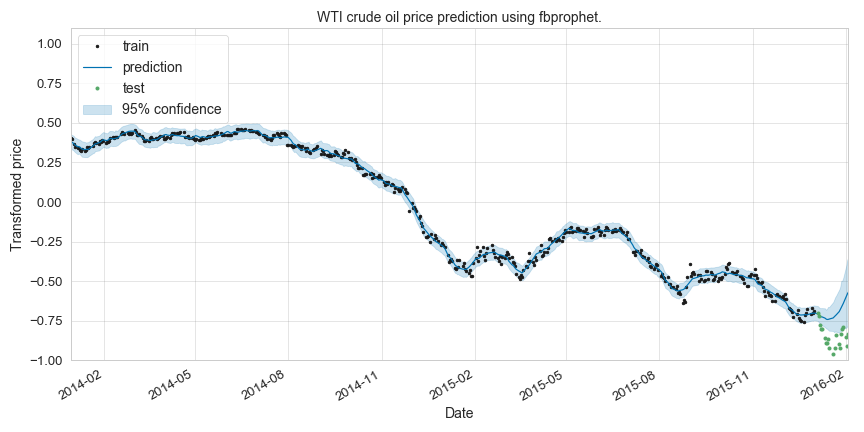 WTI crude oil price prediction using fbprophet.
train
prediction
test
95% confidence
Transformed price
1.00
0.75
0.50
0.25
0.00
−0.25
−0.50
−0.75
−1.00
2014-02
2014-05
2014-08
2014-11
2015-02
2015-05
2015-08
2015-11
2016-02
Date